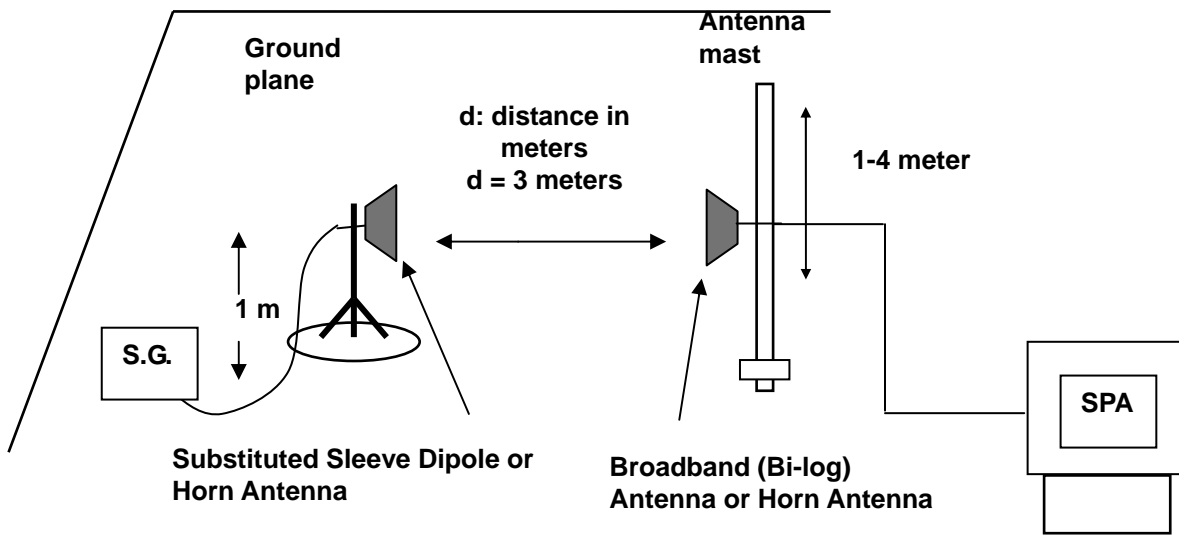 Antenna
mast
Ground
plane
d: distance in
meters
d = 3 meters
1-4 meter
1 m
S.G.
SPA
Substituted Sleeve Dipole or
Horn Antenna
Broadband (Bi-log)
Antenna or Horn Antenna